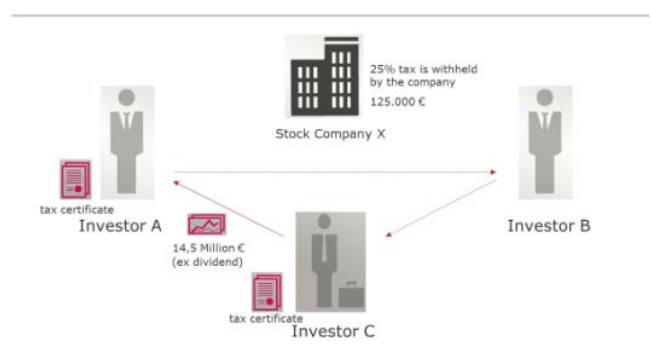 25% tax is withheld
by the company
125.000 €
Stock Company X
tax certificate
Investor A
Investor B
14,5 Million €
(ex dividend)
tax certificate
Investor C